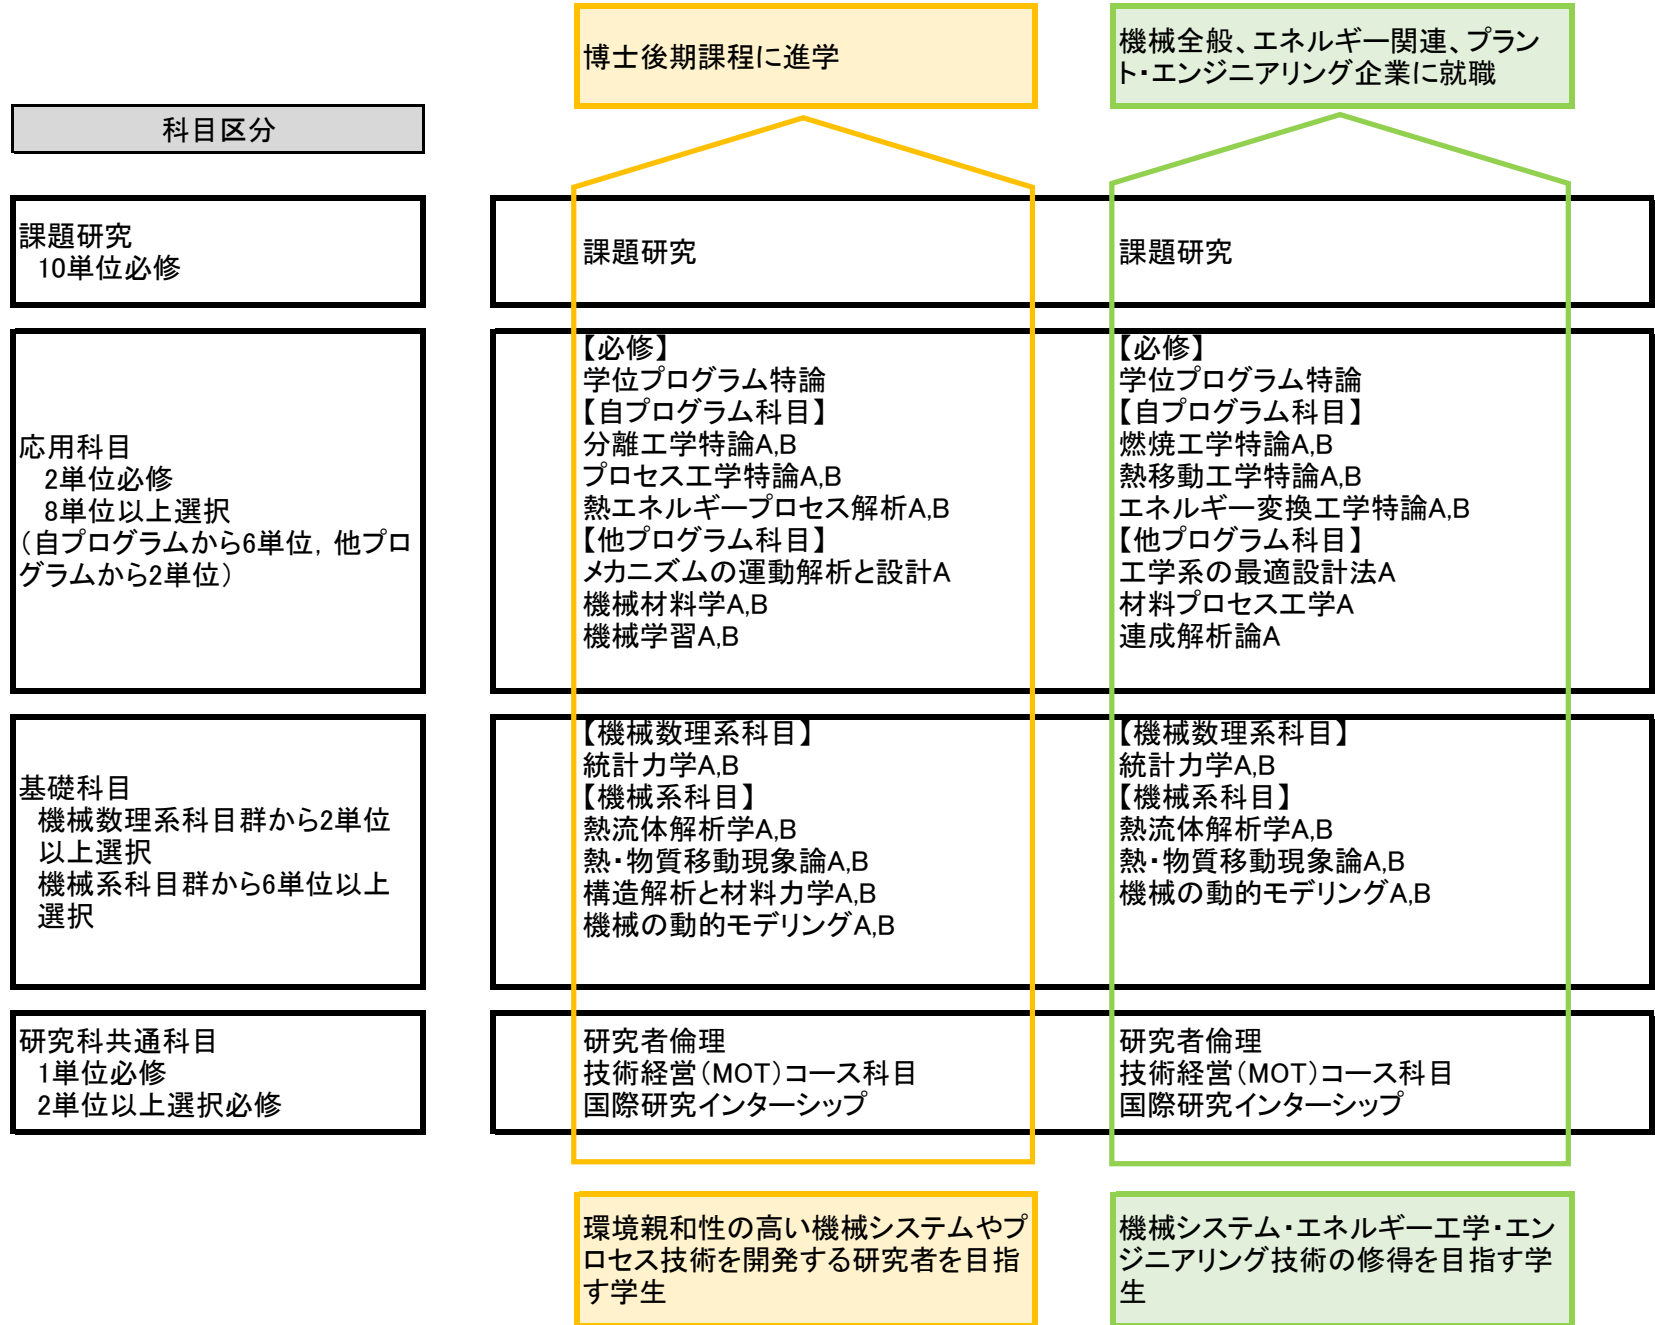 博士後期課程に進学
機械全般、エネルギー関連、プラン
ト・エンジニアリング企業に就職
科目区分
課題研究
10単位必修
課題研究
課題研究
応用科目
2単位必修
8単位以上選択
（自プログラムから6単位，他プロ
グラムから2単位）
【必修】
学位プログラム特論
【自プログラム科目】
分離工学特論A,B
プロセス工学特論A,B
熱エネルギープロセス解析A,B
【他プログラム科目】
メカニズムの運動解析と設計A
機械材料学A,B
機械学習A,B
【必修】
学位プログラム特論
【自プログラム科目】
燃焼工学特論A,B
熱移動工学特論A,B
エネルギー変換工学特論A,B
【他プログラム科目】
工学系の最適設計法A
材料プロセス工学A
連成解析論A
基礎科目
機械数理系科目群から2単位
以上選択
機械系科目群から6単位以上
選択
【機械数理系科目】
統計力学A,B
【機械系科目】
熱流体解析学A,B
熱・物質移動現象論A,B
構造解析と材料力学A,B
機械の動的モデリングA,B
【機械数理系科目】
統計力学A,B
【機械系科目】
熱流体解析学A,B
熱・物質移動現象論A,B
機械の動的モデリングA,B
研究科共通科目
1単位必修
2単位以上選択必修
研究者倫理
技術経営（MOT）コース科目
国際研究インターシップ
研究者倫理
技術経営（MOT）コース科目
国際研究インターシップ
環境親和性の高い機械システムやプ
ロセス技術を開発する研究者を目指
す学生
機械システム・エネルギー工学・エン
ジニアリング技術の修得を目指す学
生